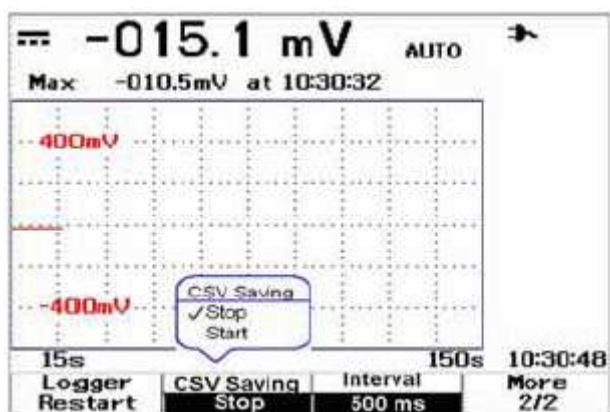 -015.1 mV AUTO
Max -010.5mV at 10:30:32
400mV
-400mV
CSV Saving
✓Stop
Start
15s 150s 10:30:48
Logger Restart
CSV Saving Stop
Interval 500 ms
More 2/2